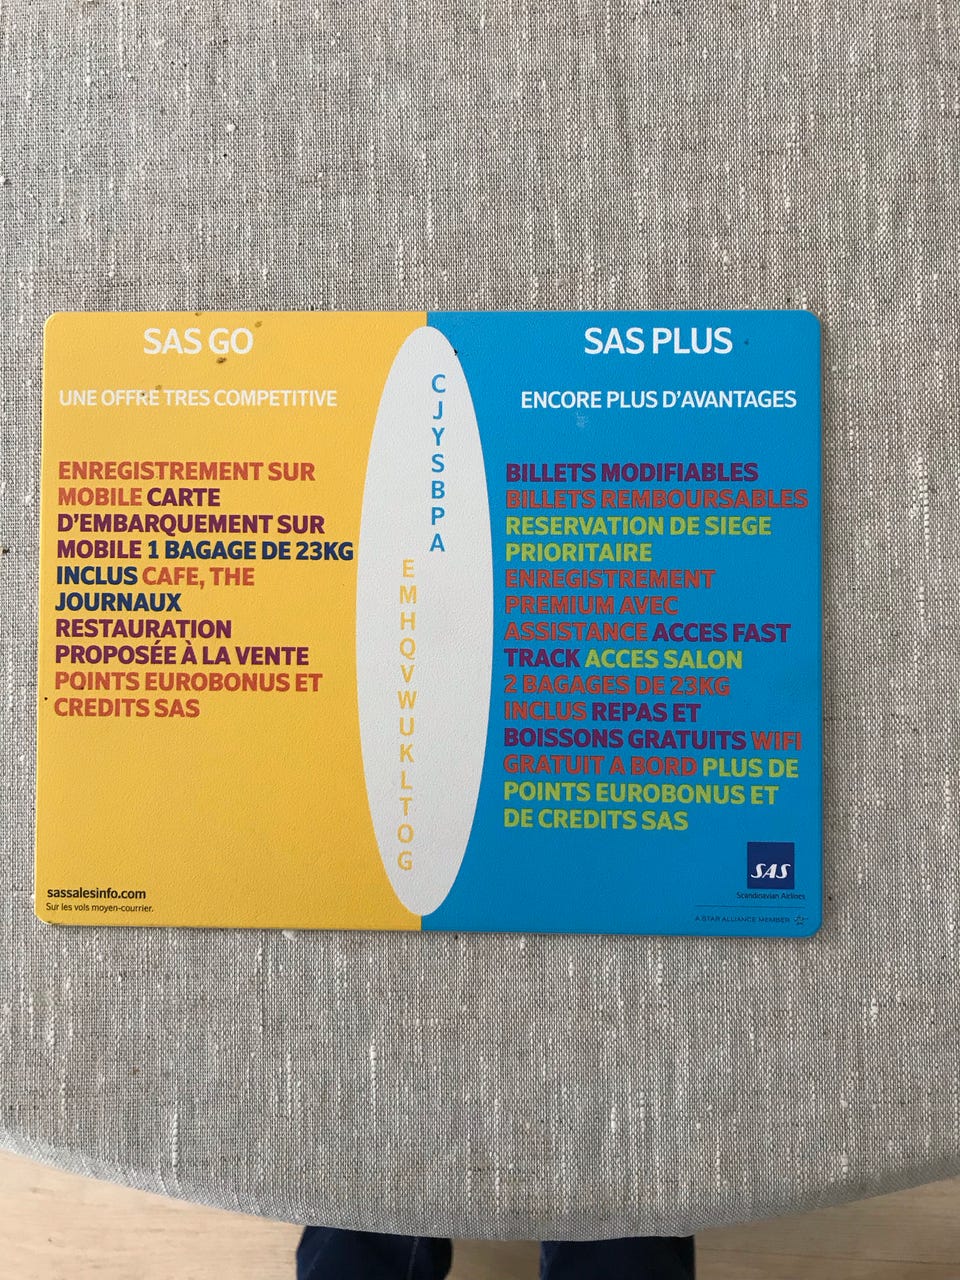 SAS GO
UNE OFFRE TRES COMPETITIVE
ENREGISTREMENT SUR
MOBILE CARTE
D'EMBARQUEMENT SUR
MOBILE 1 BAGAGE DE 23KG
INCLUS CAFE, THE
JOURNAUX
RESTAURATION
PROPOSÉE À LA VENTE
POINTS EUROBONUS ET
CREDITS SAS
sassalesinfo.com
Sur les vols moyen-courrier.
C
J
Y
S
B
P
A
E
M
H
Q
V
W
U
K
L
T
O
G
SAS PLUS
ENCORE PLUS D'AVANTAGES
BILLETS MODIFIABLES
BILLETS REMBOURSABLES
RESERVATION DE SIEGE
PRIORITAIRE
ENREGISTREMENT
PREMIUM AVEC
ASSISTANCE ACCES FAST
TRACK ACCES SALON
2 BAGAGES DE 23KG
INCLUS REPAS ET
BOISSONS GRATUITS WIFI
GRATUIT A BORD PLUS DE
POINTS EUROBONUS ET
DE CREDITS SAS
SAS
Scandinavian Airlines
A STAR ALLIANCE MEMBER